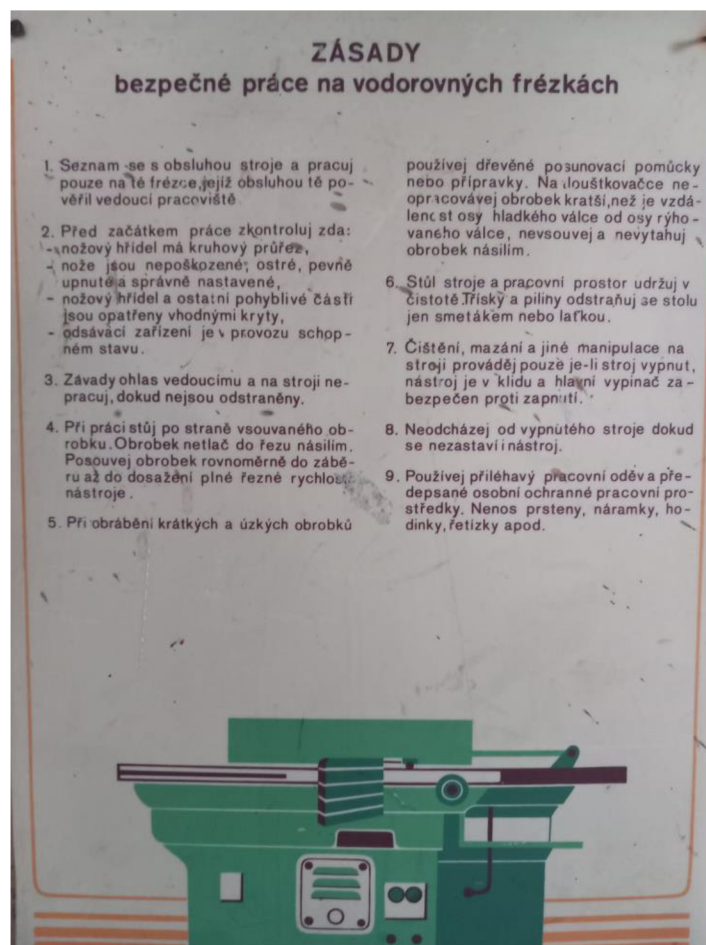 ZÁSADY
bezpečné práce na vodorovných frézkách
1. Seznam se s obsluhou stroje a pracuj
pouze na té frézce, jejíž obsluhou tě po-
věřil vedoucí pracoviště
2. Před začátkem práce zkontroluj zda:
- nožový hřídel má kruhový průřez,
- nože jsou nepoškozené, ostré, pevně
upnuté a správně nastavené,
- nožový hřídel a ostatní pohyblivé části
jsou opatřeny vhodnými kryty,
- odsávací zařízení je v provozu schop-
ném stavu.
3. Závady ohlas vedoucímu a na stroji ne-
pracuj, dokud nejsou odstraněny.
4. Při práci stůj po straně vsouvaného ob-
robku. Obrobek netlač do řezu násilím.
Posouvej obrobek rovnoměrně do zábě-
ru až do dosažení plné řezné rychlosti
nástroje.
5. Při obrábění krátkých a úzkých obrobků
používej dřevěné posunovací pomůcky
nebo přípravky. Na tlouštkovačce ne-
opracovávej obrobek kratší, než je vzdá-
lenost osy hladkého válce od osy rýho-
vaného válce, nevsouvej a nevytahuj
obrobek násilím.
6. Stůl stroje a pracovní prostor udržuj v
čistotě. Třísky a piliny odstraňuj se stolu
jen smetákem nebo laťkou.
7. Čištění, mazání a jiné manipulace na
stroji prováděj pouze je-li stroj vypnut,
nástroj je v klidu a hlavní vypinač za-
bezpečen proti zapnutí.
8. Neodcházej od vypnutého stroje dokud
se nezastaví i nástroj.
9. Používej přiléhavý pracovní oděv a pře-
depsané osobní ochranné pracovní pro-
středky. Nenos prsteny, náramky, ho-
dinky, řetízky apod.